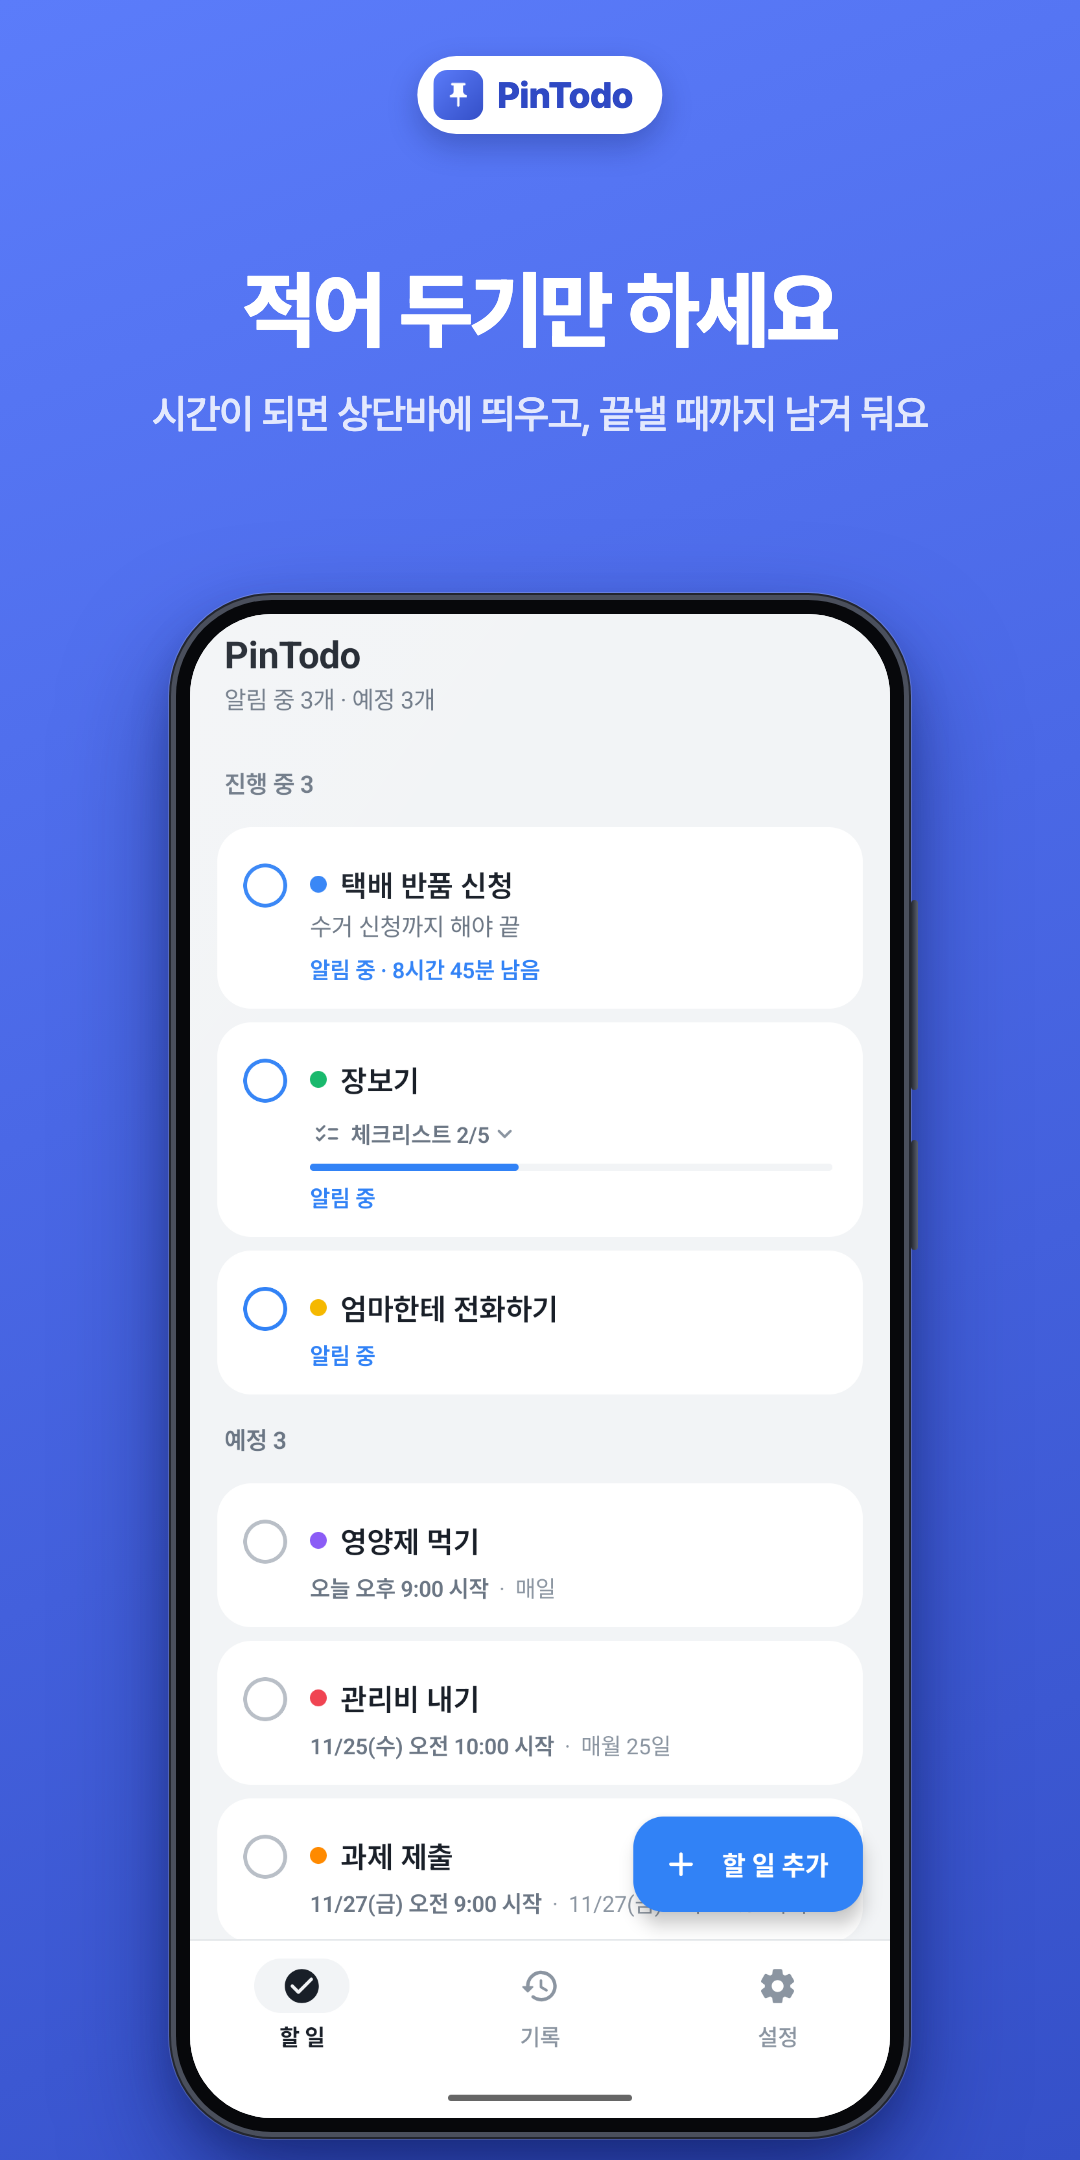 PinTodo
적어 두기만 하세요
시간이 되면 상단바에 띄우고, 끝낼 때까지 남겨 둬요
PinTodo
알림 중 3개 · 예정 3개
진행 중 3
택배 반품 신청
수거 신청까지 해야 끝
알림 중 · 8시간 45분 남음
장보기
체크리스트 2/5
알림 중
엄마한테 전화하기
알림 중
예정 3
영양제 먹기
오늘 오후 9:00 시작 · 매일
관리비 내기
11/25(수) 오전 10:00 시작 · 매월 25일
과제 제출
11/27(금) 오전 9:00 시작 · 11/27(금)
할 일 추가
할 일
기록
설정